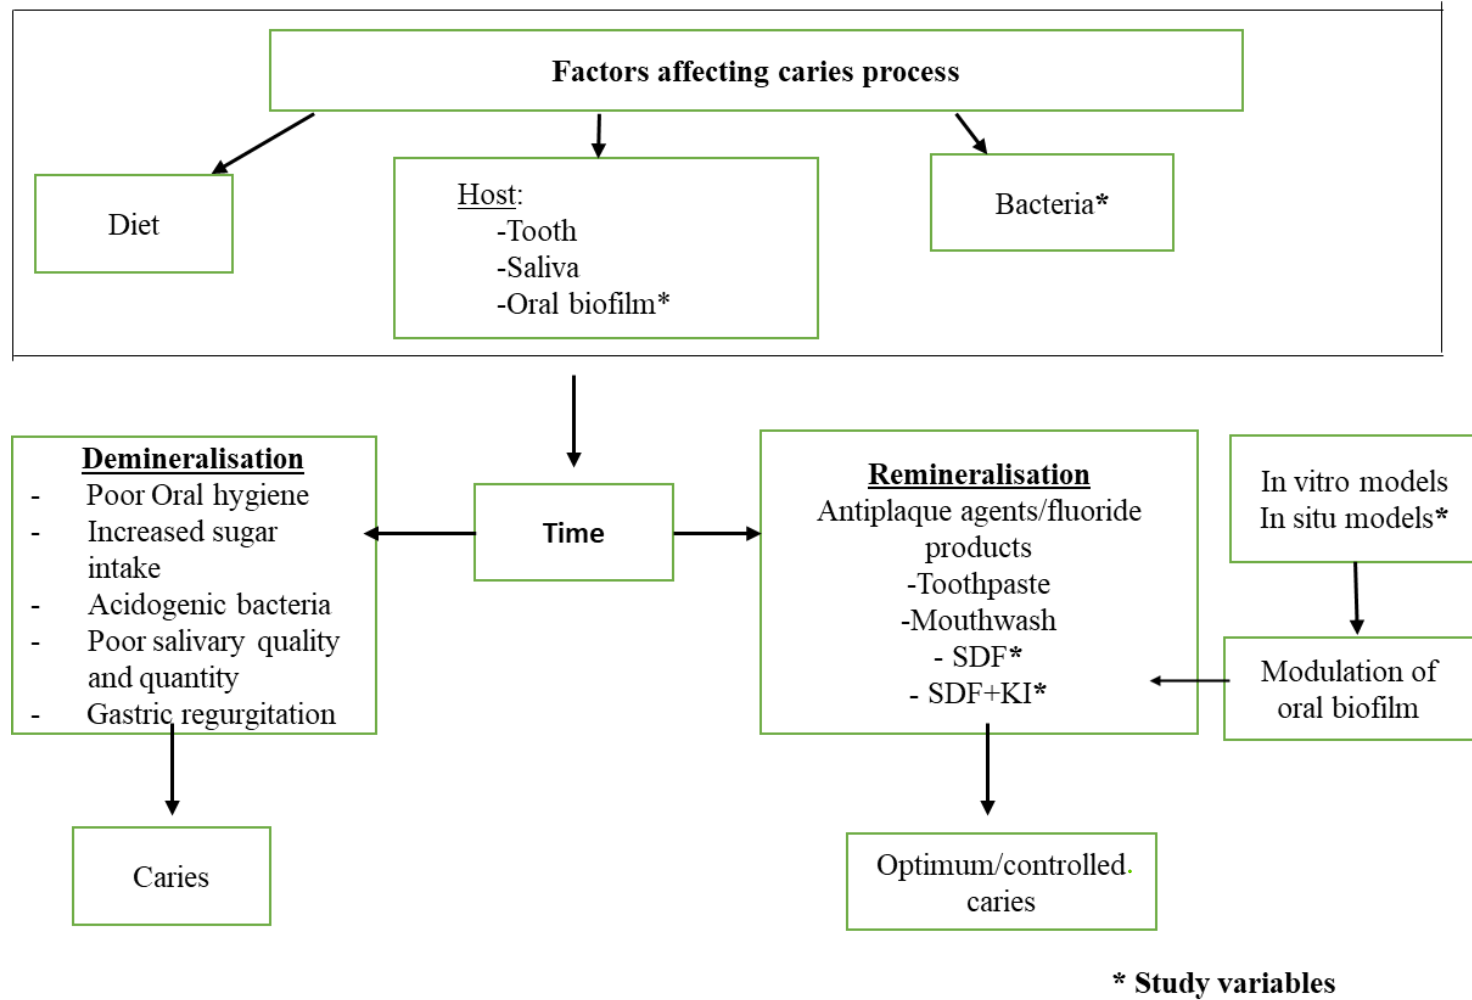 Factors affecting caries process
Diet
Host:
-Tooth
-Saliva
-Oral biofilm*
Bacteria*
Demineralisation
- Poor Oral hygiene
- Increased sugar
intake
- Acidogenic bacteria
- Poor salivary quality
and quantity
- Gastric regurgitation
Time
Remineralisation
Antiplaque agents/fluoride
products
-Toothpaste
-Mouthwash
- SDF*
- SDF+KI*
In vitro models
In situ models*
Modulation of
oral biofilm
Caries
Optimum/controlled.
caries
* Study variables